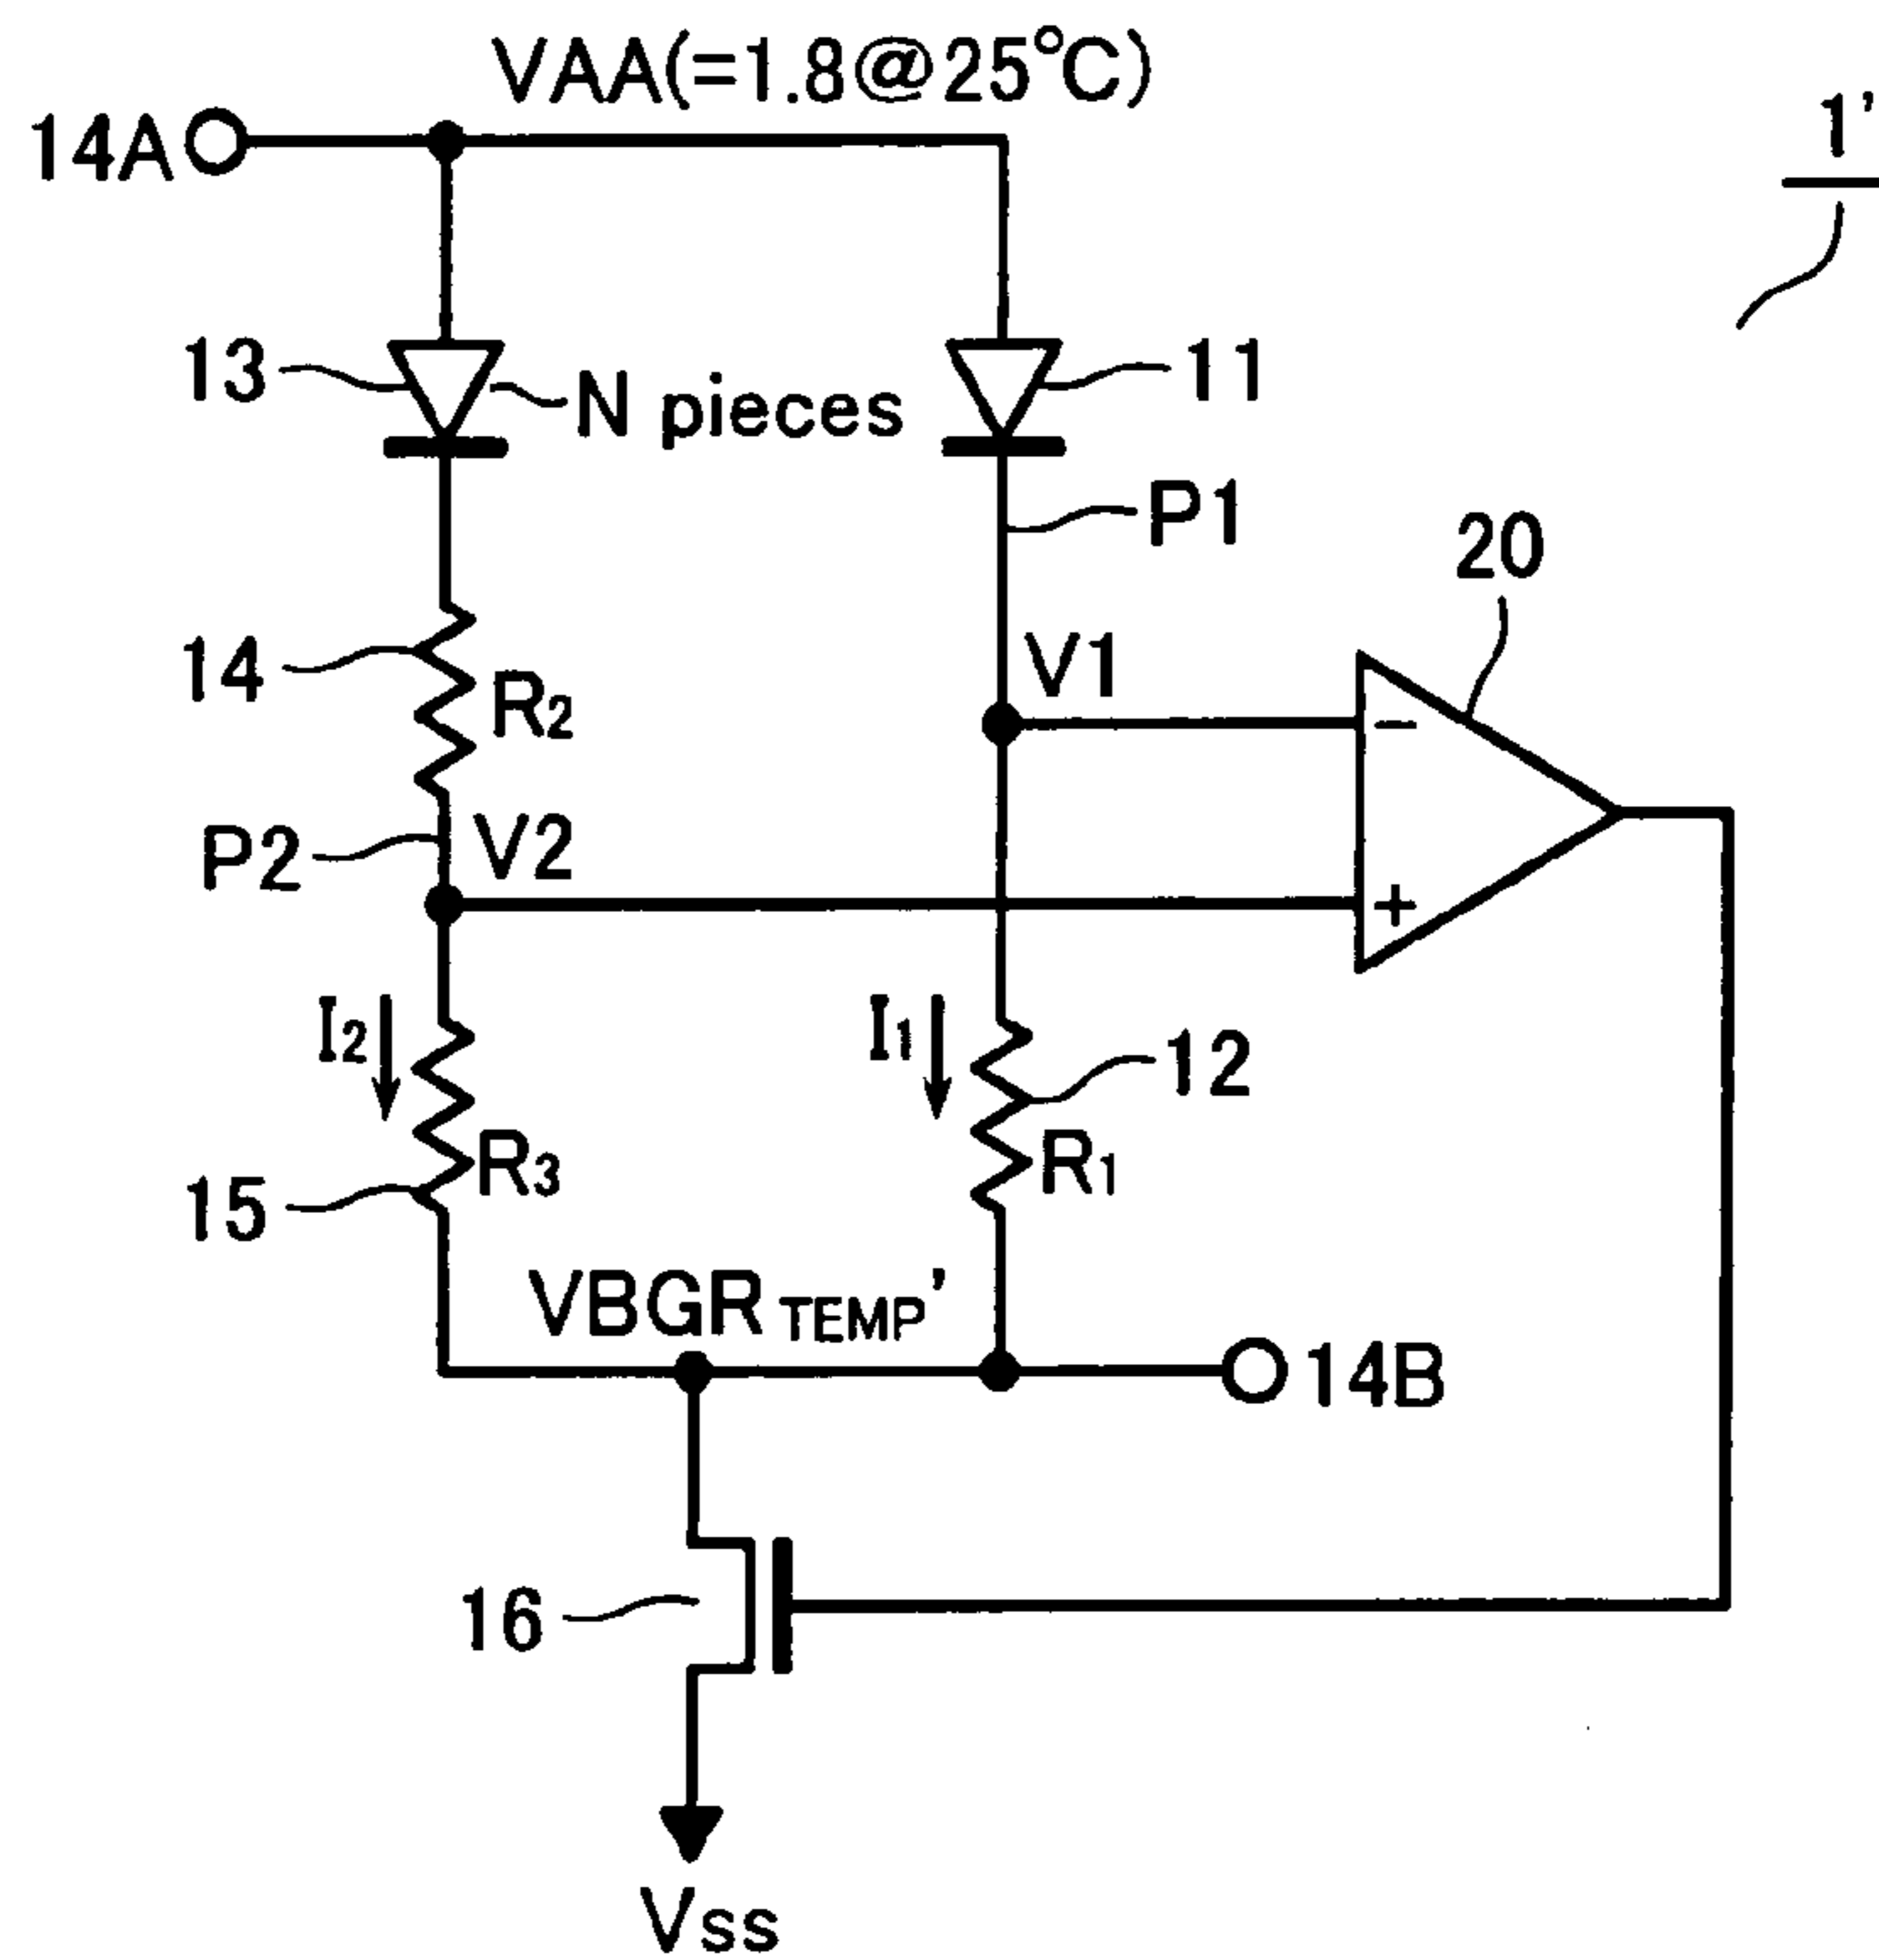 VAA(=1.8@25°C)
14A
1'
13
N pieces
11
P1
20
14
R2
V1
P2
V2
−
+
I2
I1
12
R3
R1
15
VBGRTEMP'
14B
16
Vss